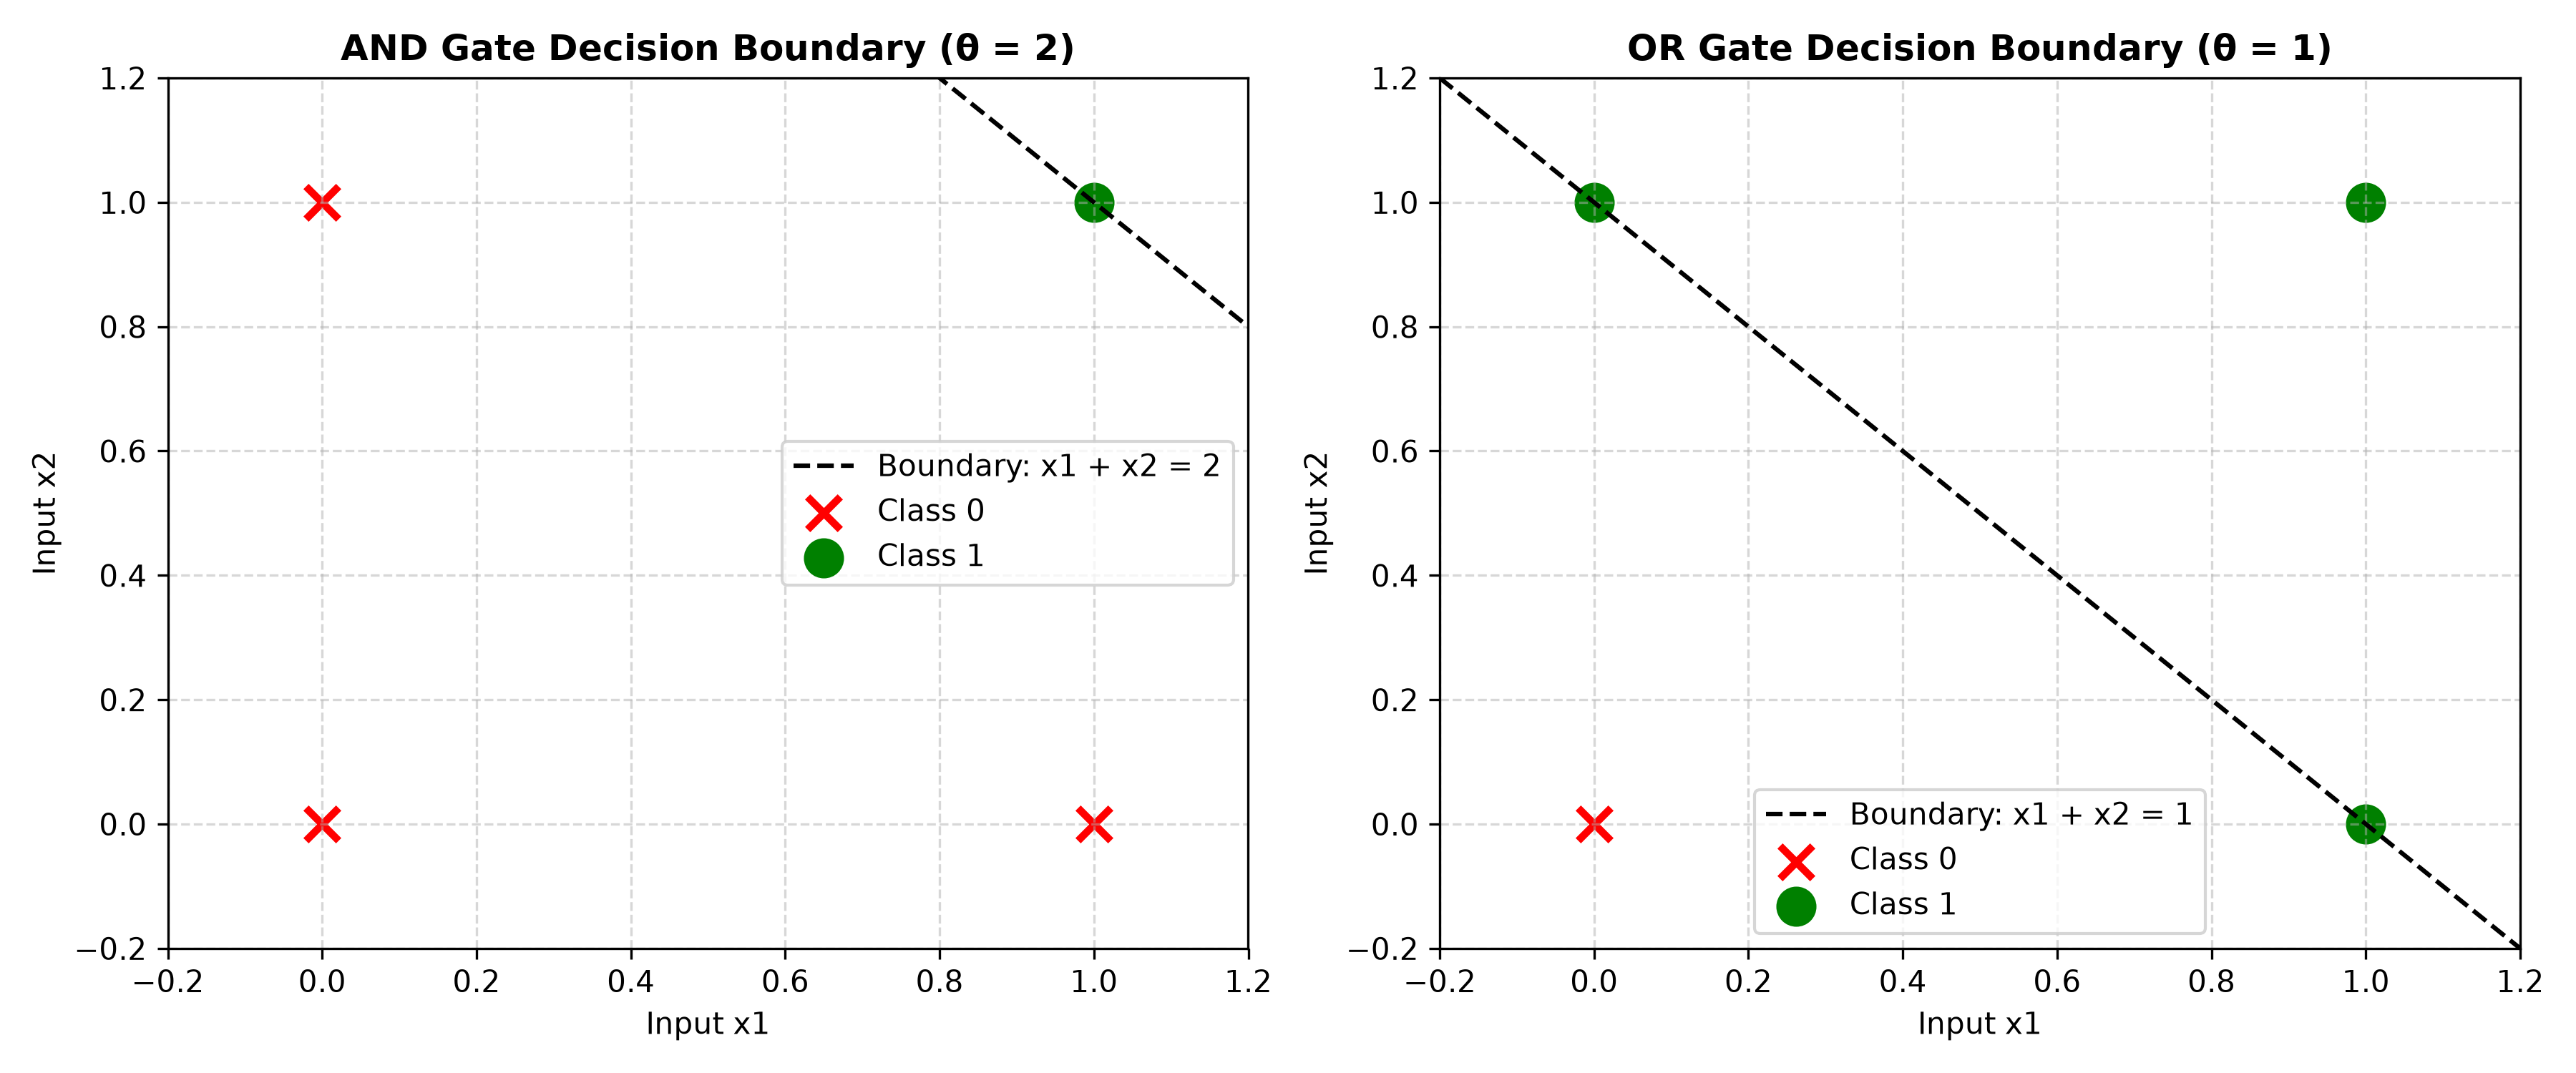 AND Gate Decision Boundary (θ = 2)
1.2
1.0
0.8
0.6
0.4
0.2
0.0
−0.2
Input x2
Boundary: x1 + x2 = 2
Class 0
Class 1
−0.2 0.0 0.2 0.4 0.6 0.8 1.0 1.2
Input x1
OR Gate Decision Boundary (θ = 1)
1.2
1.0
0.8
0.6
0.4
0.2
0.0
−0.2
Input x2
Boundary: x1 + x2 = 1
Class 0
Class 1
−0.2 0.0 0.2 0.4 0.6 0.8 1.0 1.2
Input x1